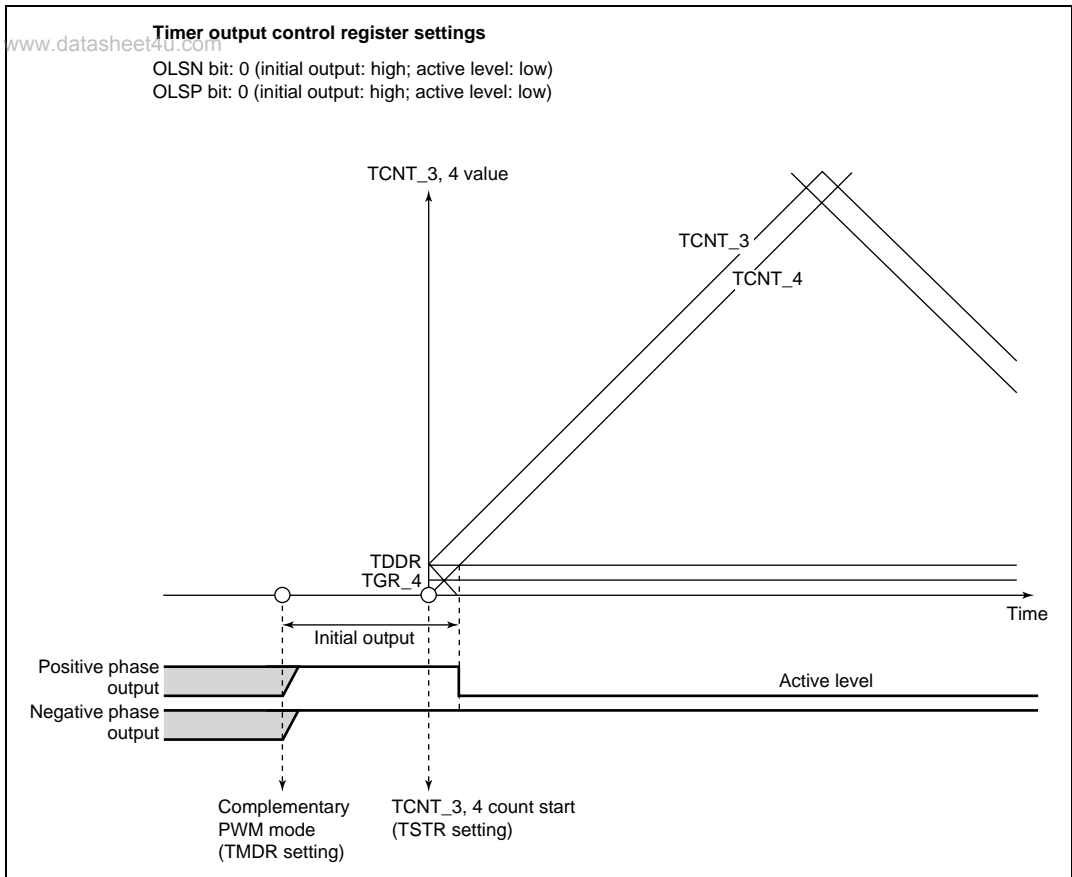 Timer output control register settings
www.datasheet4u.com
OLSN bit: 0 (initial output: high; active level: low)
OLSP bit: 0 (initial output: high; active level: low)
TCNT_3, 4 value
TCNT_3
TCNT_4
TDDR
TGR_4
Time
Initial output
Positive phase
output
Active level
Negative phase
output
Complementary
PWM mode
(TMDR setting)
TCNT_3, 4 count start
(TSTR setting)